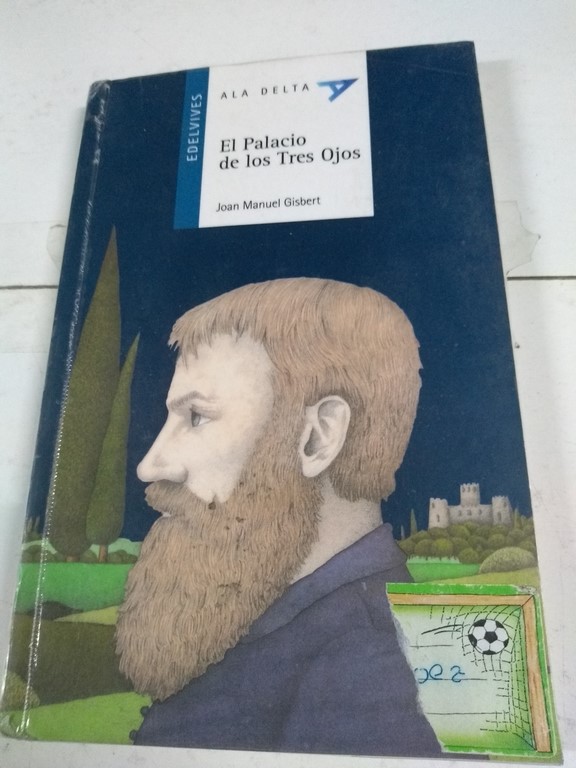 EDELVIVES
ALA DELTA
El Palacio
de los Tres Ojos
Joan Manuel Gisbert